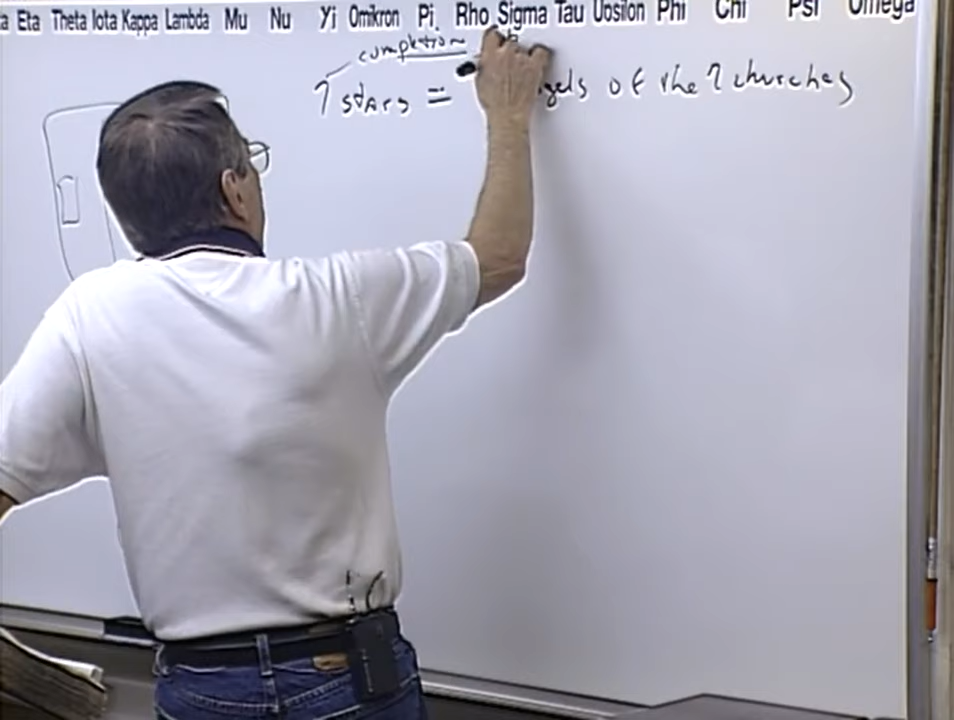 Eta Theta Iota Kappa Lambda Mu Nu Yi Omikron Pi Rho Sigma Tau Uosilon Phi Chi Psi Omega
completion
7 stars = of the 7 churches